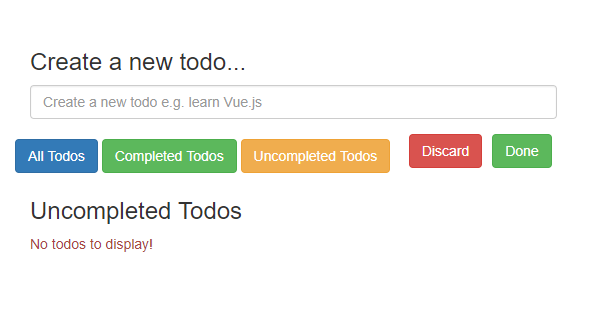 Create a new todo...
Create a new todo e.g. learn Vue.js
All Todos Completed Todos Uncompleted Todos Discard Done
Uncompleted Todos
No todos to display!